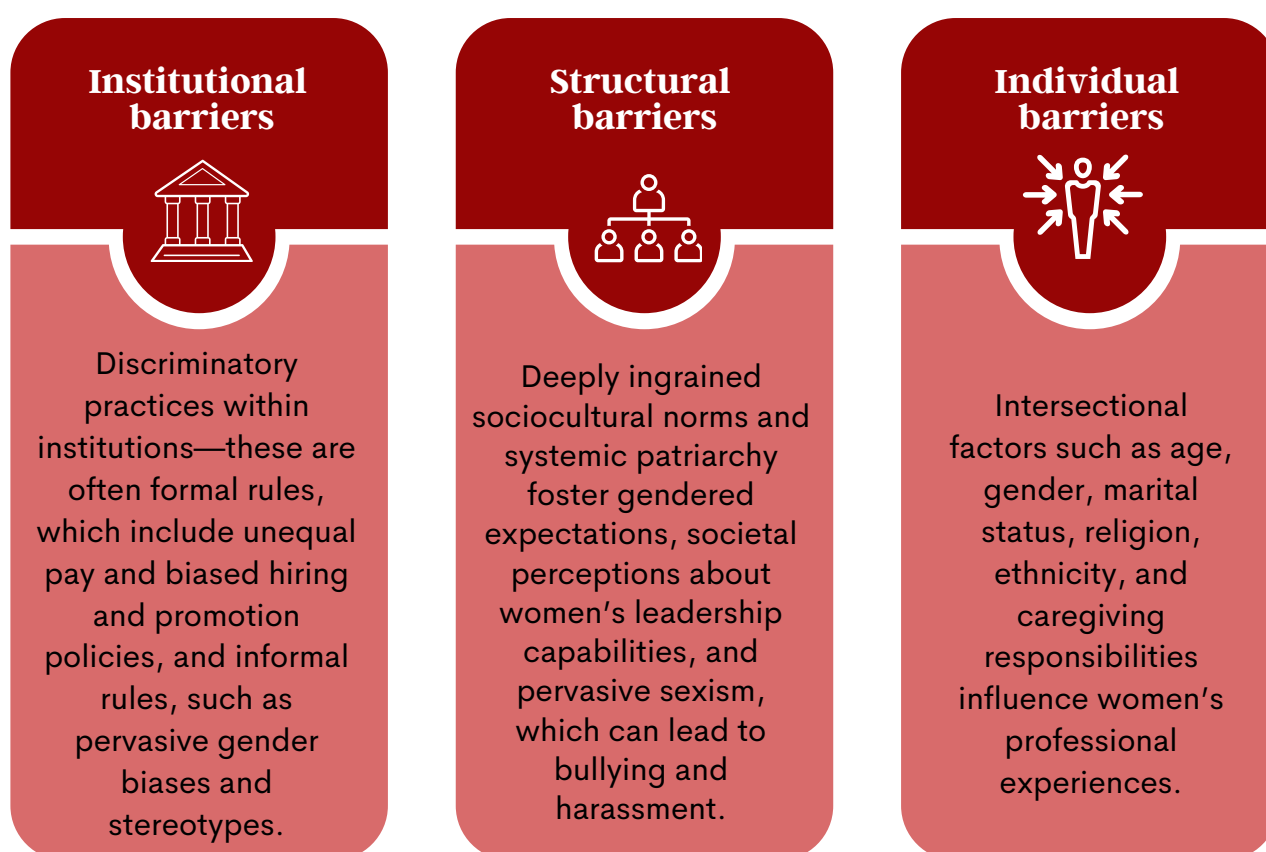 Institutional
barriers
Discriminatory
practices within
institutions—these are
often formal rules,
which include unequal
pay and biased hiring
and promotion
policies, and informal
rules, such as
pervasive gender
biases and
stereotypes.
Structural
barriers
Deeply ingrained
sociocultural norms and
systemic patriarchy
foster gendered
expectations, societal
perceptions about
women’s leadership
capabilities, and
pervasive sexism,
which can lead to
bullying and
harassment.
Individual
barriers
Intersectional
factors such as age,
gender, marital
status, religion,
ethnicity, and
caregiving
responsibilities
influence women’s
professional
experiences.